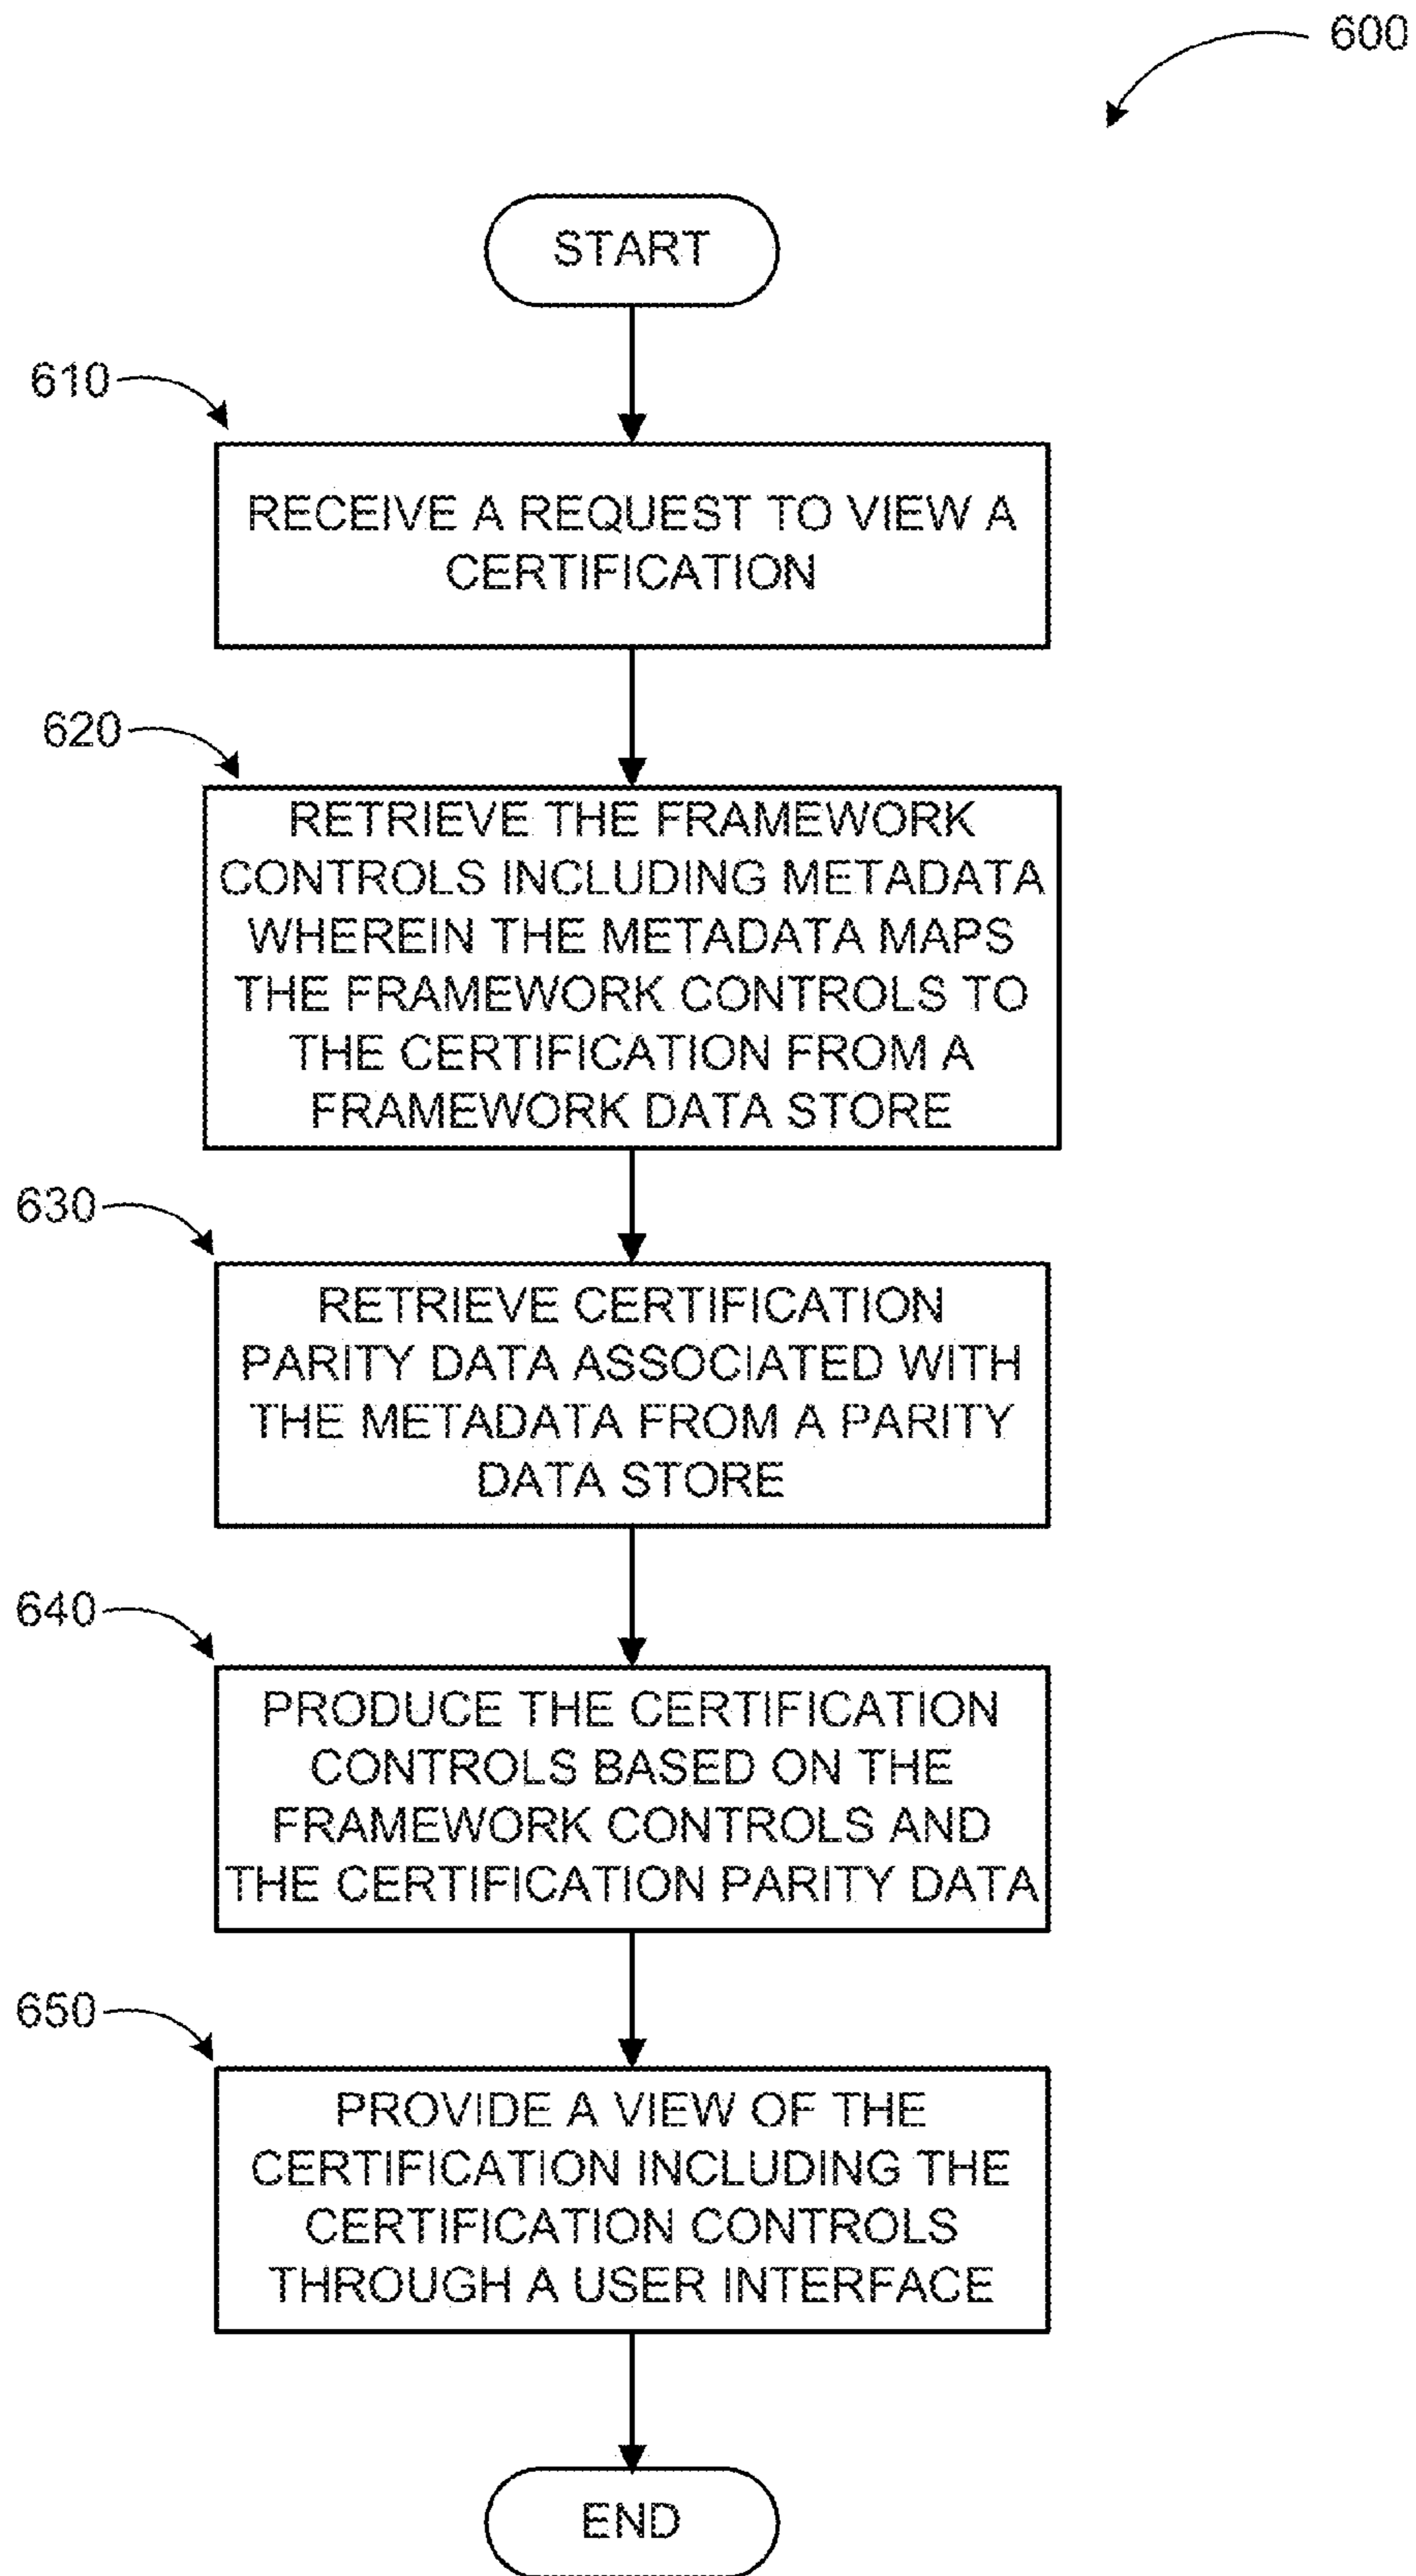 600
START
610
RECEIVE A REQUEST TO VIEW A
CERTIFICATION
620
RETRIEVE THE FRAMEWORK
CONTROLS INCLUDING METADATA
WHEREIN THE METADATA MAPS
THE FRAMEWORK CONTROLS TO
THE CERTIFICATION FROM A
FRAMEWORK DATA STORE
630
RETRIEVE CERTIFICATION
PARITY DATA ASSOCIATED WITH
THE METADATA FROM A PARITY
DATA STORE
640
PRODUCE THE CERTIFICATION
CONTROLS BASED ON THE
FRAMEWORK CONTROLS AND
THE CERTIFICATION PARITY DATA
650
PROVIDE A VIEW OF THE
CERTIFICATION INCLUDING THE
CERTIFICATION CONTROLS
THROUGH A USER INTERFACE
END